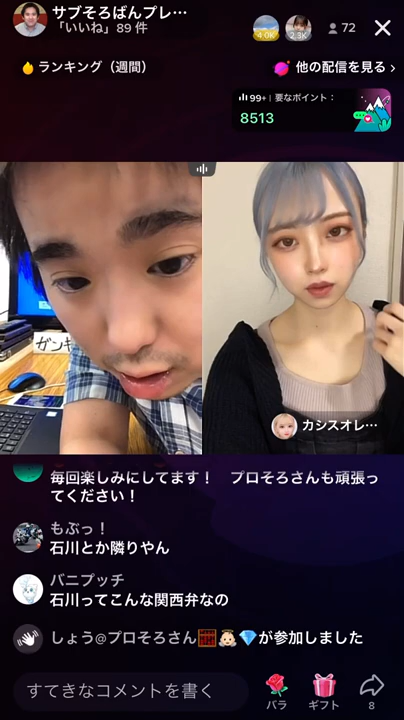 サブそろばんプレ…
「いいね」89 件
4.0K
2.3K
72
ランキング（週間）
他の配信を見る
99+ | 要なポイント：
8513
ガンキ
カシスオレ…
毎回楽しみにしてます！　プロそろさんも頑張っ
てください！
もぶっ！
石川とか隣りやん
バニプッチ
石川ってこんな関西弁なの
しょう@プロそろさん🧮👼💎が参加しました
すてきなコメントを書く
バラ
ギフト
8